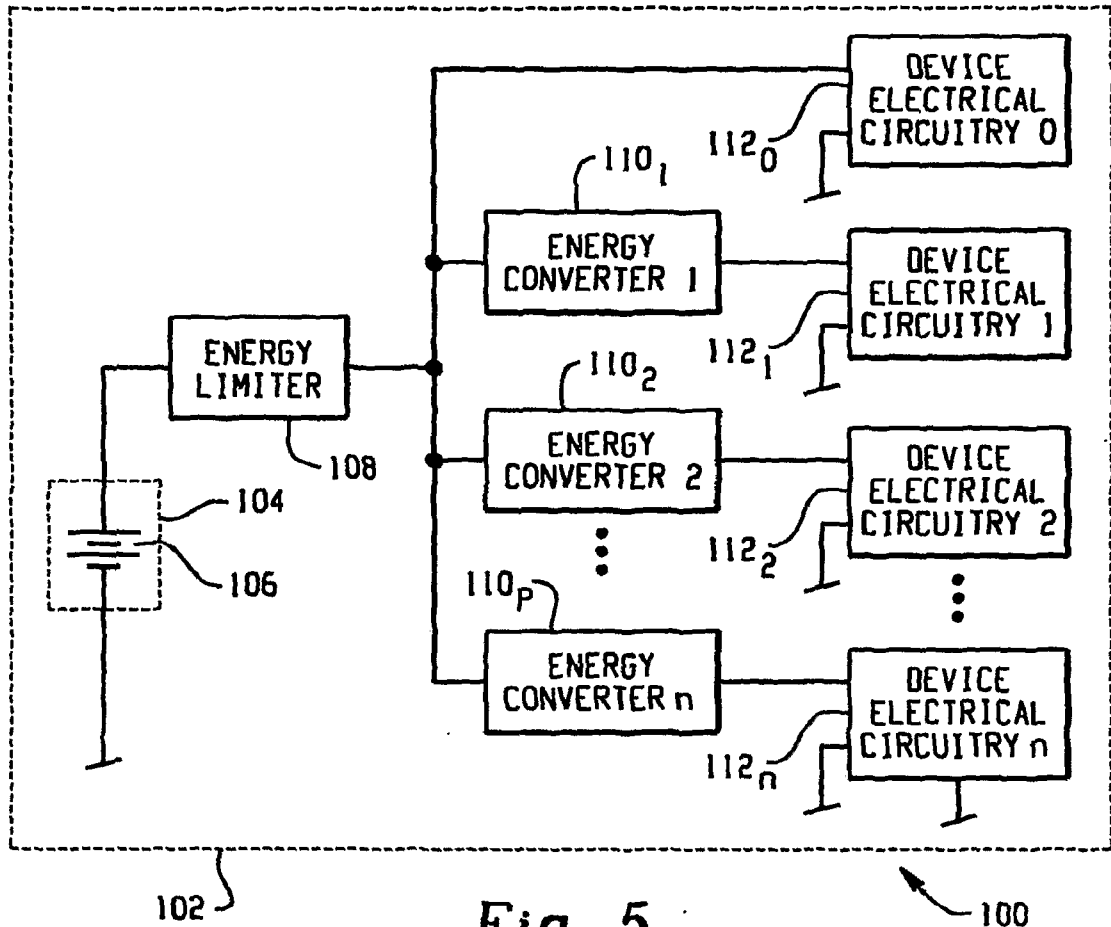 DEVICE
ELECTRICAL
CIRCUITRY 0
112₀
110₁
ENERGY
CONVERTER 1
DEVICE
ELECTRICAL
CIRCUITRY 1
112₁
ENERGY
LIMITER
108
110₂
ENERGY
CONVERTER 2
DEVICE
ELECTRICAL
CIRCUITRY 2
112₂
104
106
110ₚ
ENERGY
CONVERTER n
DEVICE
ELECTRICAL
CIRCUITRY n
112ₙ
102
Fig. 5
100